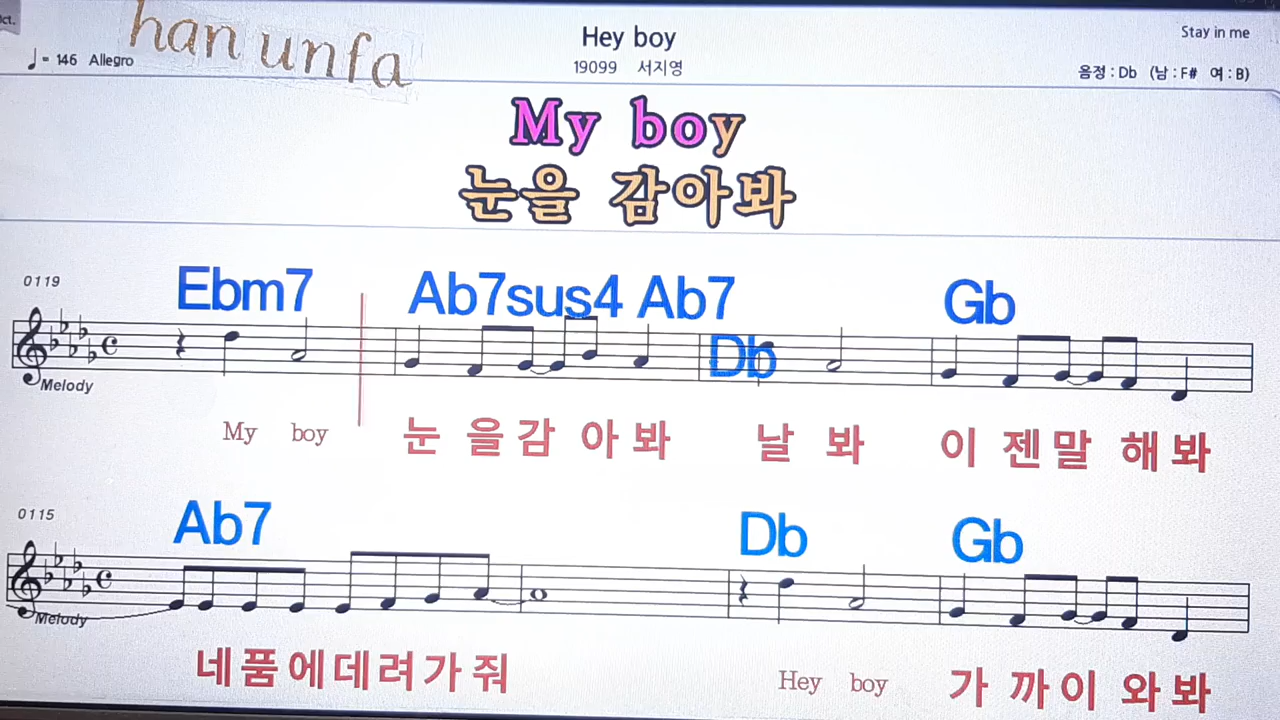 ct.
han unfa
Hey boy
Stay in me
= 146 Allegro
19099 서지영
음정 : Db (남 : F# 여 : B)
My boy
눈을 감아봐
0119
Ebm7 Ab7sus4 Ab7 Db Gb
Melody
My boy 눈 을 감 아 봐 날 봐 이 젠 말 해 봐
0115
Ab7 Db Gb
Melody
네 품 에 데 려 가 줘 Hey boy 가 까 이 와 봐